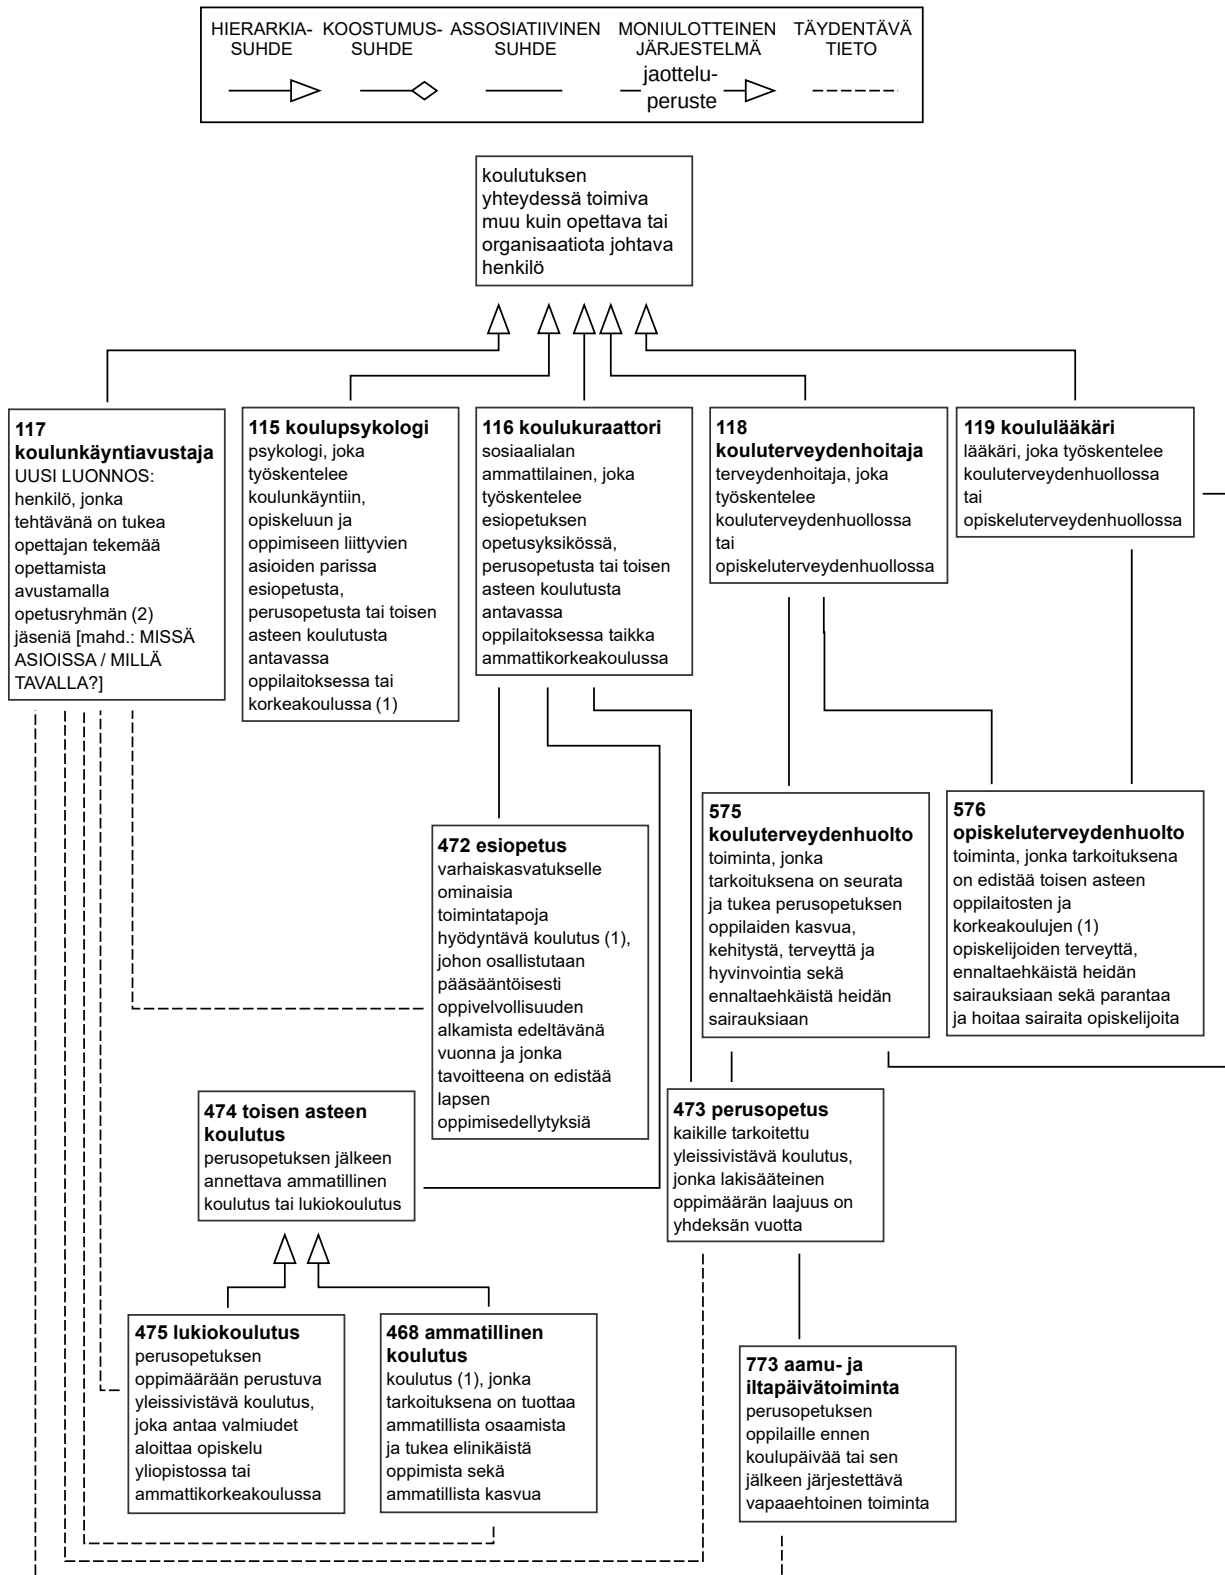 HIERARKIA-
SUHDE
KOOSTUMUS-
SUHDE
ASSOSIATIIVINEN
SUHDE
MONIULOTTEINEN
JÄRJESTELMÄ
jaottelu-
peruste
TÄYDENTÄVÄ
TIETO
koulutuksen
yhteydessä toimiva
muu kuin opettava tai
organisaatiota johtava
henkilö
117
koulunkäyntiavustaja
UUSI LUONNOS:
henkilö, jonka
tehtävänä on tukea
opettajan tekemää
opettamista
avustamalla
opetusryhmän (2)
jäseniä [mahd.: MISSÄ
ASIOISSA / MILLÄ
TAVALLA?]
115 koulupsykologi
psykologi, joka
työskentelee
koulunkäyntiin,
opiskeluun ja
oppimiseen liittyvien
asioiden parissa
esiopetusta,
perusopetusta tai toisen
asteen koulutusta
antavassa
oppilaitoksessa tai
korkeakoulussa (1)
116 koulukuraattori
sosiaalialan
ammattilainen, joka
työskentelee
esiopetuksen
opetusyksikössä,
perusopetusta tai toisen
asteen koulutusta
antavassa
oppilaitoksessa taikka
ammattikorkeakoulussa
118
kouluterveydenhoitaja
terveydenhoitaja, joka
työskentelee
kouluterveydenhuollossa
tai
opiskeluterveydenhuollossa
119 koululääkäri
lääkäri, joka työskentelee
kouluterveydenhuollossa
tai
opiskeluterveydenhuollossa
472 esiopetus
varhaiskasvatukselle
ominaisia
toimintatapoja
hyödyntävä koulutus (1),
johon osallistutaan
pääsääntöisesti
oppivelvollisuuden
alkamista edeltävänä
vuonna ja jonka
tavoitteena on edistää
lapsen
oppimisedellytyksiä
575
kouluterveydenhuolto
toiminta, jonka
tarkoituksena on seurata
ja tukea perusopetuksen
oppilaiden kasvua,
kehitystä, terveyttä ja
hyvinvointia sekä
ennaltaehkäistä heidän
sairauksiaan
576
opiskeluterveydenhuolto
toiminta, jonka tarkoituksena
on edistää toisen asteen
oppilaitosten ja
korkeakoulujen (1)
opiskelijoiden terveyttä,
ennaltaehkäistä heidän
sairauksiaan sekä parantaa
ja hoitaa sairaita opiskelijoita
474 toisen asteen
koulutus
perusopetuksen jälkeen
annettava ammatillinen
koulutus tai lukiokoulutus
473 perusopetus
kaikille tarkoitettu
yleissivistävä koulutus,
jonka lakisääteinen
oppimäärän laajuus on
yhdeksän vuotta
475 lukiokoulutus
perusopetuksen
oppimäärään perustuva
yleissivistävä koulutus,
joka antaa valmiudet
aloittaa opiskelu
yliopistossa tai
ammattikorkeakoulussa
468 ammatillinen
koulutus
koulutus (1), jonka
tarkoituksena on tuottaa
ammatillista osaamista
ja tukea elinikäistä
oppimista sekä
ammatillista kasvua
773 aamu- ja
iltapäivätoiminta
perusopetuksen
oppilaille ennen
koulupäivää tai sen
jälkeen järjestettävä
vapaaehtoinen toiminta